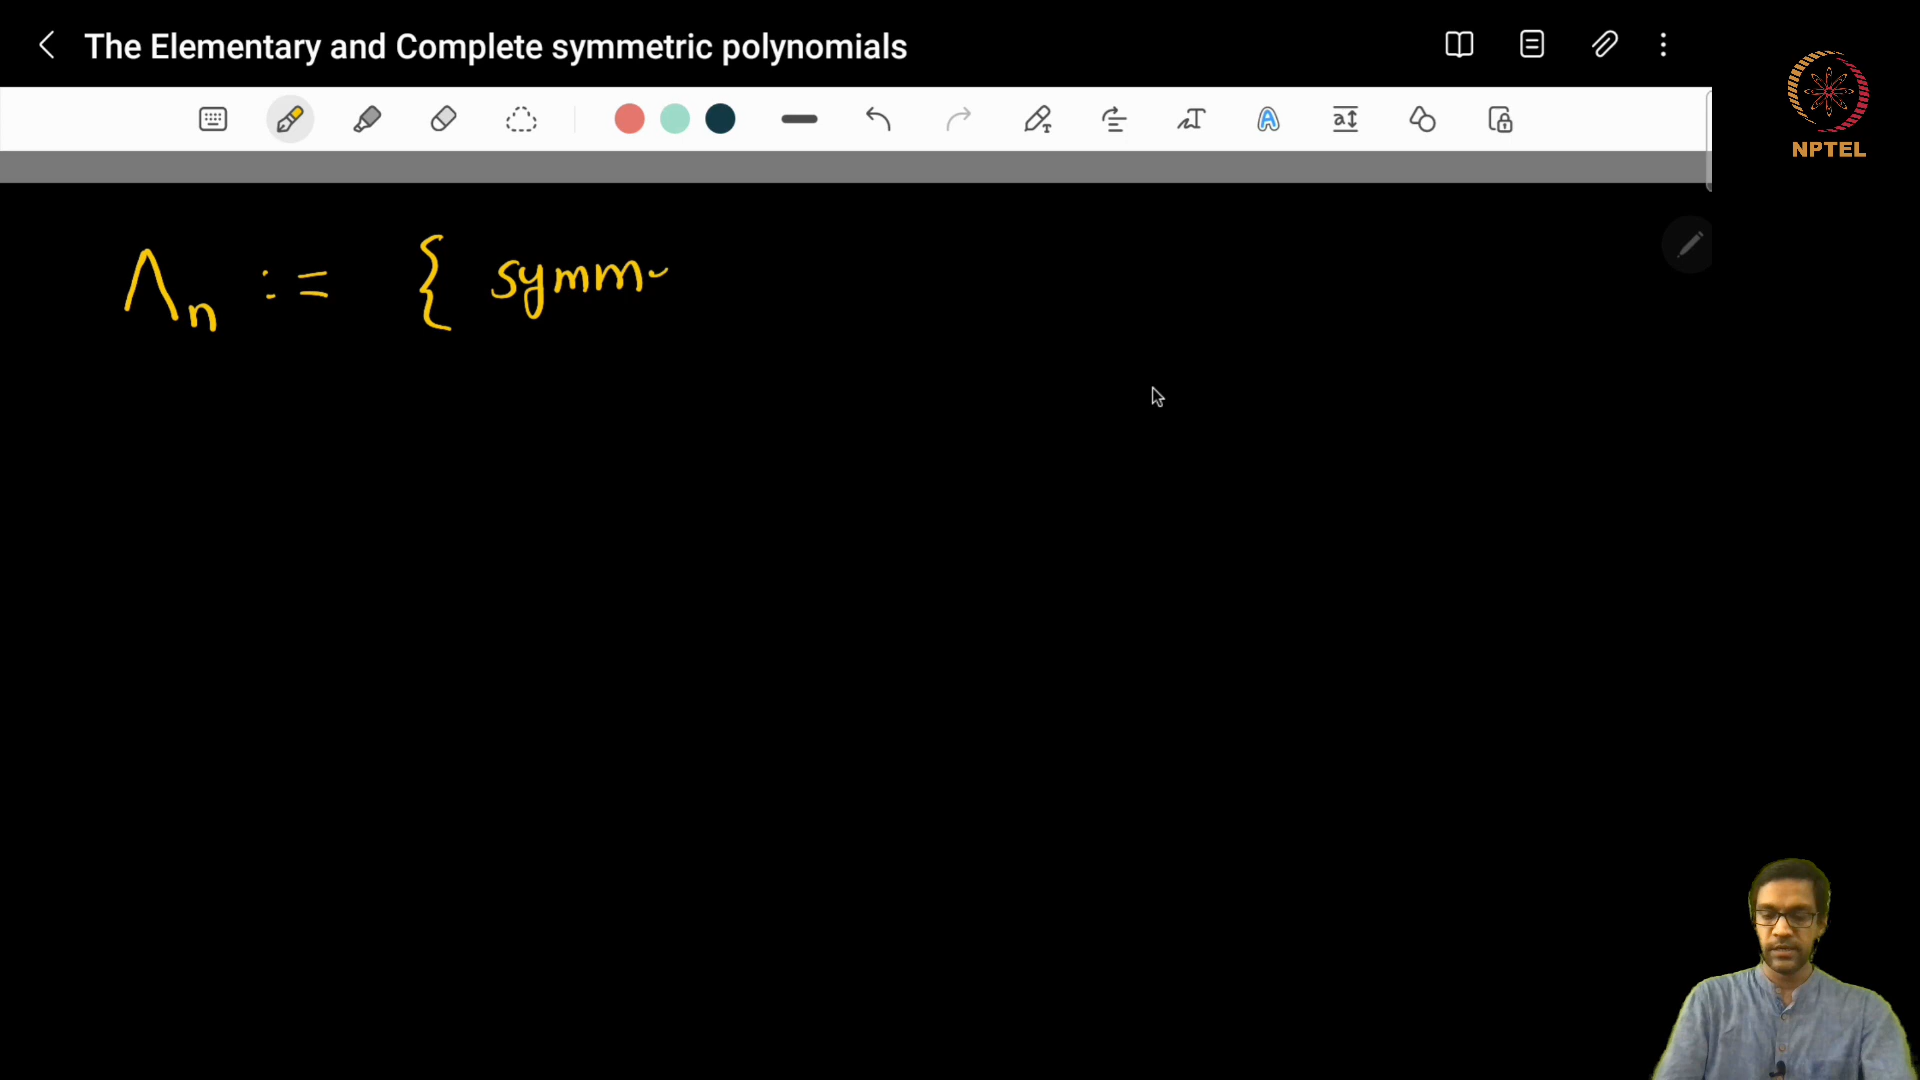 The Elementary and Complete symmetric polynomials
NPTEL
Λn := { symm